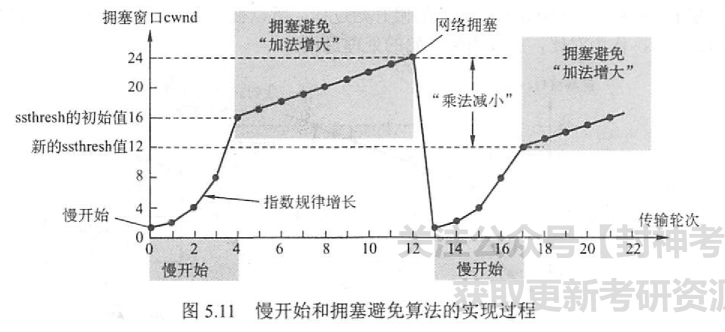 拥塞窗口cwnd
拥塞避免
“加法增大”
网络拥塞
拥塞避免
“加法增大”
24
20
ssthresh的初始值16
“乘法减小”
新的ssthresh值12
8
指数规律增长
4
慢开始
传输轮次
0
0 2 4 6 8 10 12 14 16 18 20 22
慢开始
慢开始
关注公众号【封神考
获取更新考研资源
图 5.11 慢开始和拥塞避免算法的实现过程